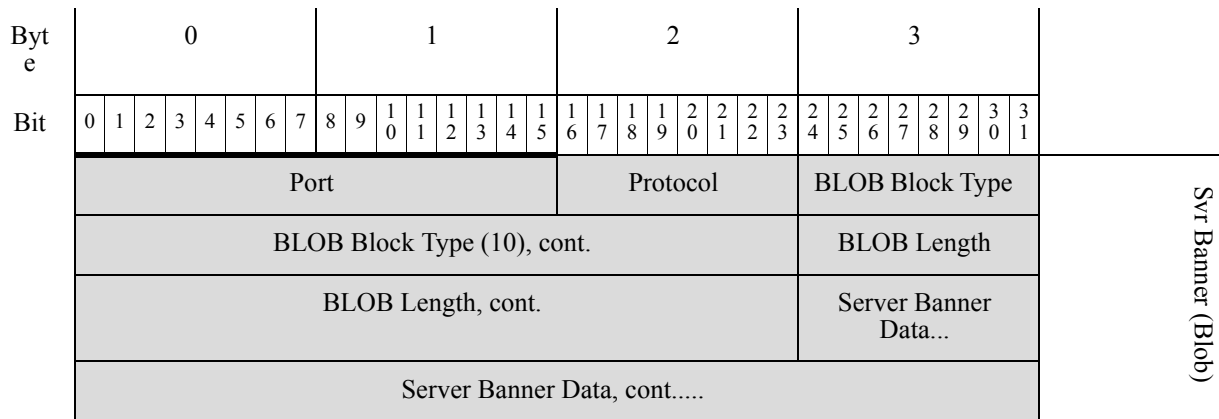 Byte 0 1 2 3
Bit 0 1 2 3 4 5 6 7 8 9 10 11 12 13 14 15 16 17 18 19 20 21 22 23 24 25 26 27 28 29 30 31
Port Protocol BLOB Block Type
BLOB Block Type (10), cont. BLOB Length
BLOB Length, cont. Server Banner
Data...
Server Banner Data, cont.....
Svr Banner (Blob)